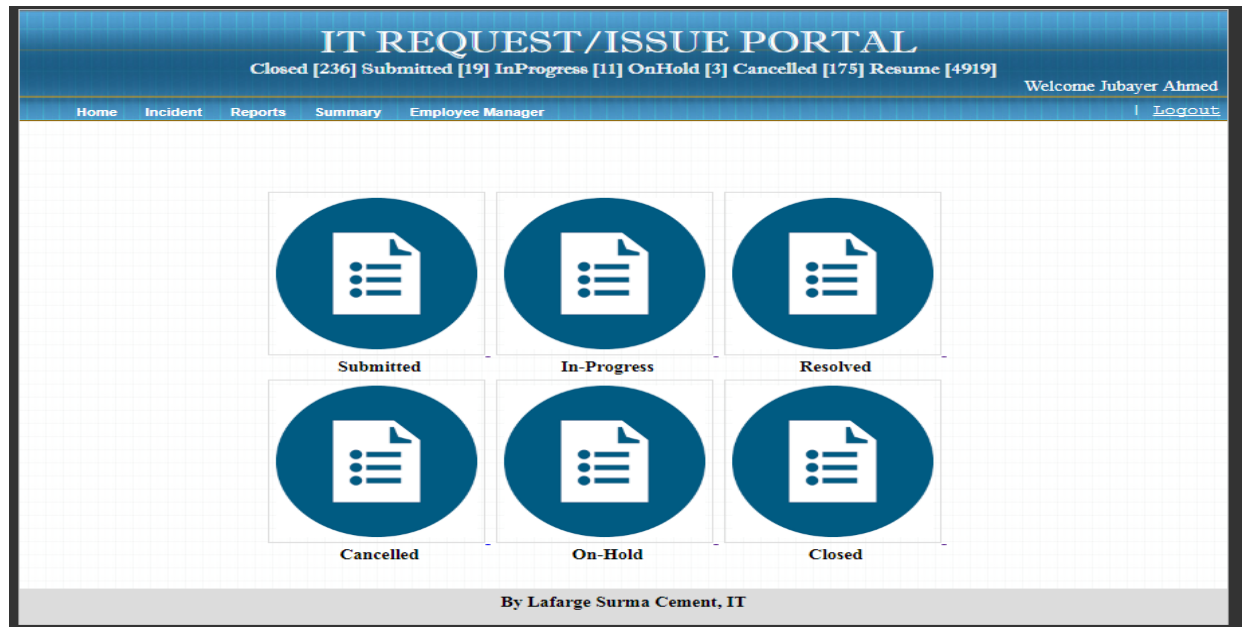 IT REQUEST/ISSUE PORTAL
Closed [236] Submitted [19] InProgress [11] OnHold [3] Cancelled [175] Resume [4919]
Welcome Jubayer Ahmed
Home Incident Reports Summary Employee Manager | Logout
Submitted In-Progress Resolved
Cancelled On-Hold Closed
By Lafarge Surma Cement, IT